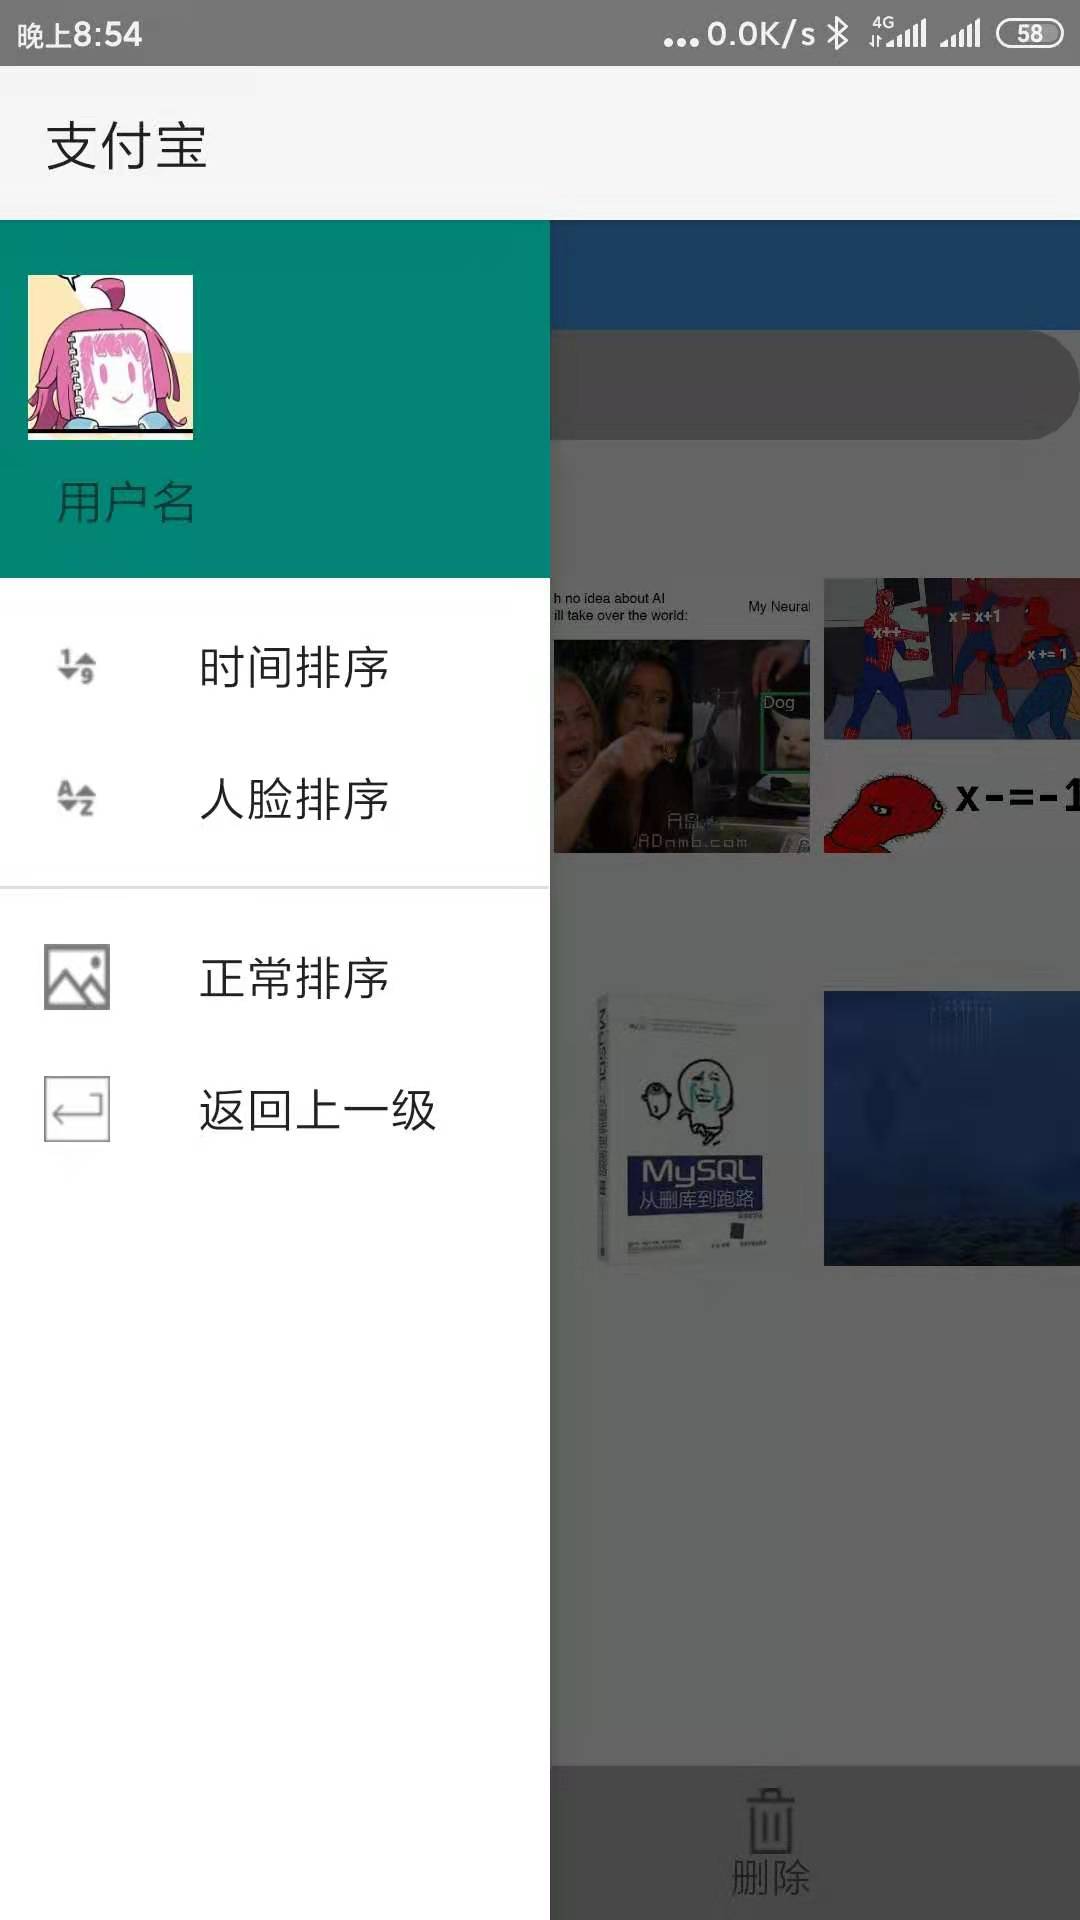 晚上8:54
...0.0K/s
4G
58
支付宝
用户名
时间排序
人脸排序
正常排序
返回上一级
h no idea about AI
ill take over the world:
My Neural
Dog
ADnmb.com
x++
x = x+1
x += 1
x-=-1
MySQL
从删库到跑路
删除